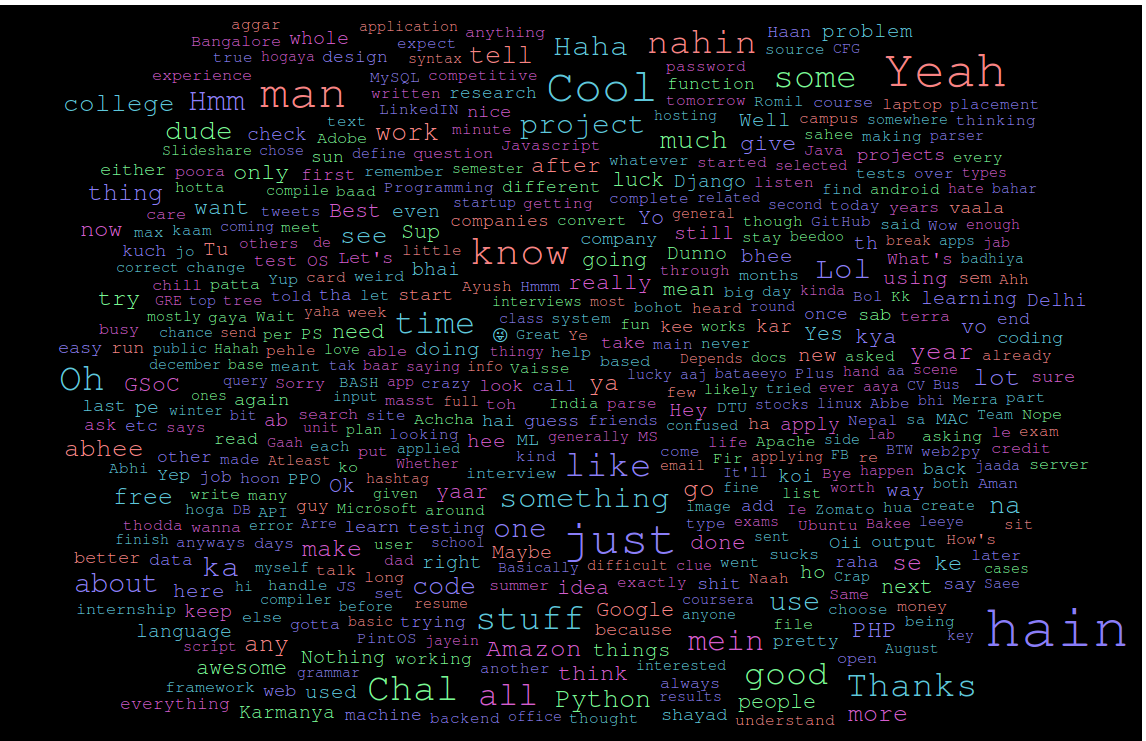 aggar application anything
Bangalore whole expect Haha nahin Haan problem
true hogaya design syntax tell source CFG
experience MySQL competitive password Cool some Yeah
written research function
college Hmm man LinkedIN nice tomorrow Romil course laptop placement
text project hosting Well campus somewhere thinking
dude check Adobe work minute much give sahee making parser
Slideshare chose sun define question Javascript whatever started selected Java projects every
either poora only first remember semester after tests over types
thing hotta compile baad Programming different luck Django listen find android hate bahar
care want tweets Best even startup getting complete related second today years vaala
now max kaam coming meet see Sup companies convert Yo general though GitHub said Wow enough
kuch jo Tu others de little know company still stay beedoo th break apps jab
correct change test OS Let's bhai going Dunno bhee Lol What's badhiya
chill patta Yup card weird Ayush Hmmm really mean through months using sem Ahh
try GRE top tree told tha let start interviews most big day kinda Bol Kk learning Delhi
mostly gaya Wait yaha week time class system bohot heard round once sab terra end
busy chance send per PS need 😜 Great Ye fun kee works kar Yes kya vo coding
easy run public Hahah pehle love able doing thingy help take main never new asked year already
december base meant tak baar saying info Vaisse based Depends docs
Oh GSoC query Sorry BASH app crazy look call ya lucky aaj bataeeyo Plus hand aa scene lot sure
ones again input masst full toh India parse few likely tried ever aaya CV Bus
last pe winter bit ab search site Achcha hai guess friends Hey DTU stocks linux Abbe bhi Merra part
ask etc says unit plan looking confused ha apply Nepal sa MAC Team Nope
abhee read Gaah each put applied hee ML generally MS life Apache side lab asking le exam
other made Atleast ko Whether kind like come Fir applying FB re BTW web2py credit
Abhi Yep job hoon PPO hashtag interview email It'll koi Bye happen back jaada server
free write many Ok given yaar something go fine list worth way both Aman
hoga DB API guy Microsoft around image add Ie Zomato hua create na
thodda wanna error Arre learn testing one just type exams Ubuntu Bakee leeye sit
finish anyways days make user school Maybe done sent Oii output How's
better data ka myself talk dad right Basically difficult clue went sucks raha se ke later
about here hi handle JS long set code summer idea exactly shit Naah ho Crap Same next say Saee cases
internship keep compiler before resume stuff Google coursera use choose money
language else gotta basic trying because anyone file PHP being hain
script any PintOS jayein Amazon things mein pretty key
awesome Nothing working another think interested good open August
framework grammar web used Chal all Python always people Thanks
everything Karmanya machine backend office thought shayad results understand more